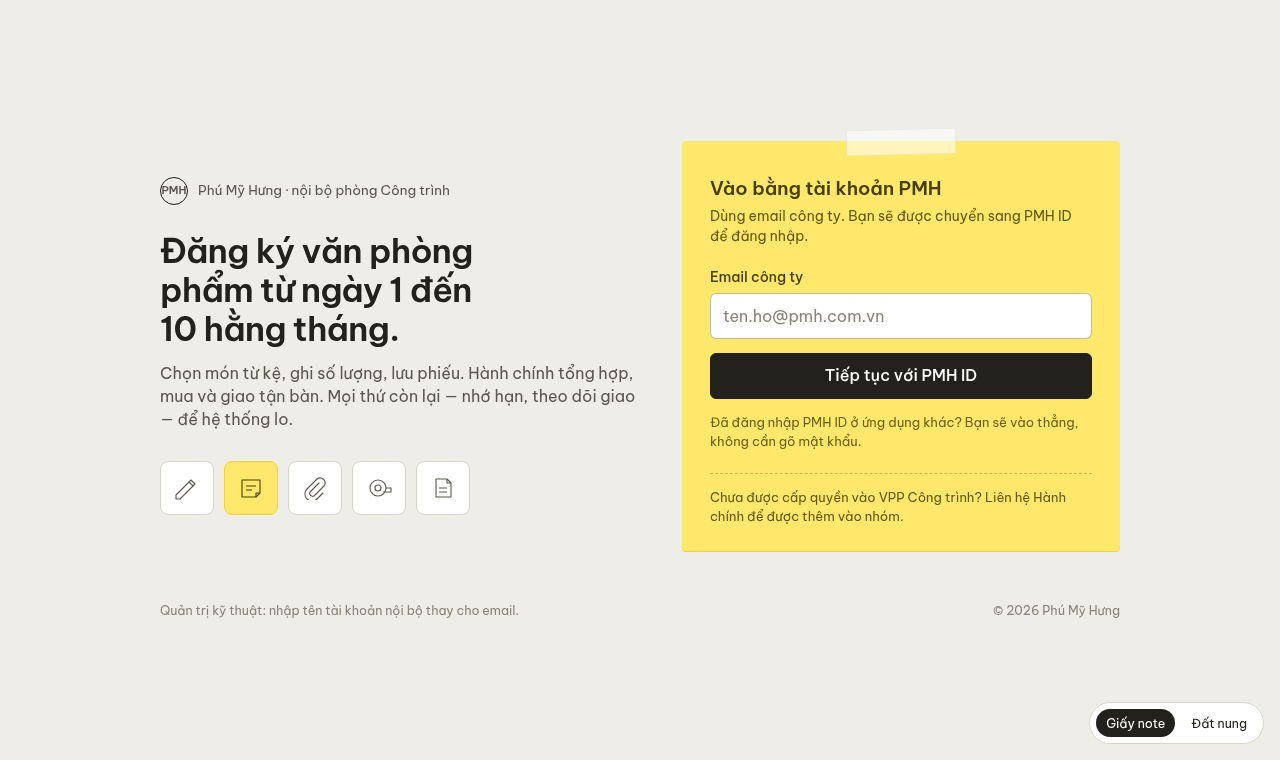 PMH Phú Mỹ Hưng · nội bộ phòng Công trình
Đăng ký văn phòng
phẩm từ ngày 1 đến
10 hằng tháng.
Chọn món từ kệ, ghi số lượng, lưu phiếu. Hành chính tổng hợp,
mua và giao tận bàn. Mọi thứ còn lại — nhớ hạn, theo dõi giao
— để hệ thống lo.
Vào bằng tài khoản PMH
Dùng email công ty. Bạn sẽ được chuyển sang PMH ID
để đăng nhập.
Email công ty
ten.ho@pmh.com.vn
Tiếp tục với PMH ID
Đã đăng nhập PMH ID ở ứng dụng khác? Bạn sẽ vào thẳng,
không cần gõ mật khẩu.
Chưa được cấp quyền vào VPP Công trình? Liên hệ Hành
chính để được thêm vào nhóm.
Quản trị kỹ thuật: nhập tên tài khoản nội bộ thay cho email.
© 2026 Phú Mỹ Hưng
Giấy note
Đất nung